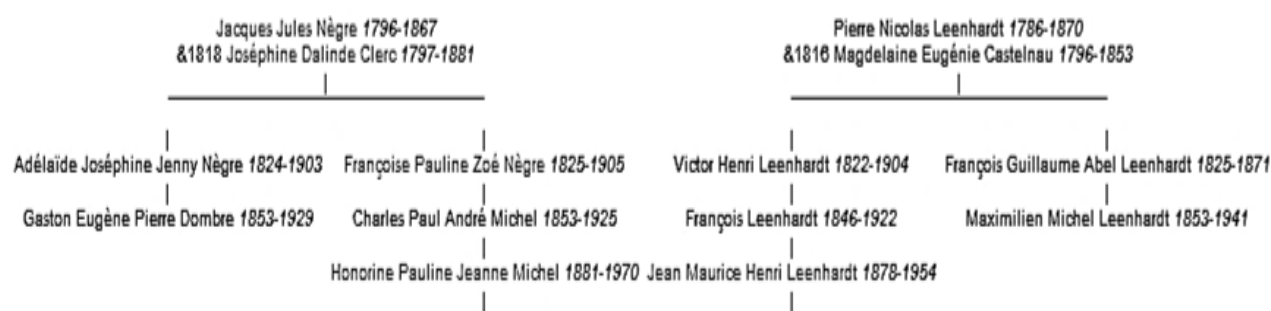 Jacques Jules Nègre 1796-1867
&1818 Joséphine Dalinde Clerc 1797-1881
Pierre Nicolas Leenhardt 1786-1870
&1816 Magdelaine Eugénie Castelnau 1796-1853
Adélaïde Joséphine Jenny Nègre 1824-1903
Françoise Pauline Zoé Nègre 1825-1905
Victor Henri Leenhardt 1822-1904
François Guillaume Abel Leenhardt 1825-1871
Gaston Eugène Pierre Dombre 1853-1929
Charles Paul André Michel 1853-1925
François Leenhardt 1846-1922
Maximilien Michel Leenhardt 1853-1941
Honorine Pauline Jeanne Michel 1881-1970
Jean Maurice Henri Leenhardt 1878-1954